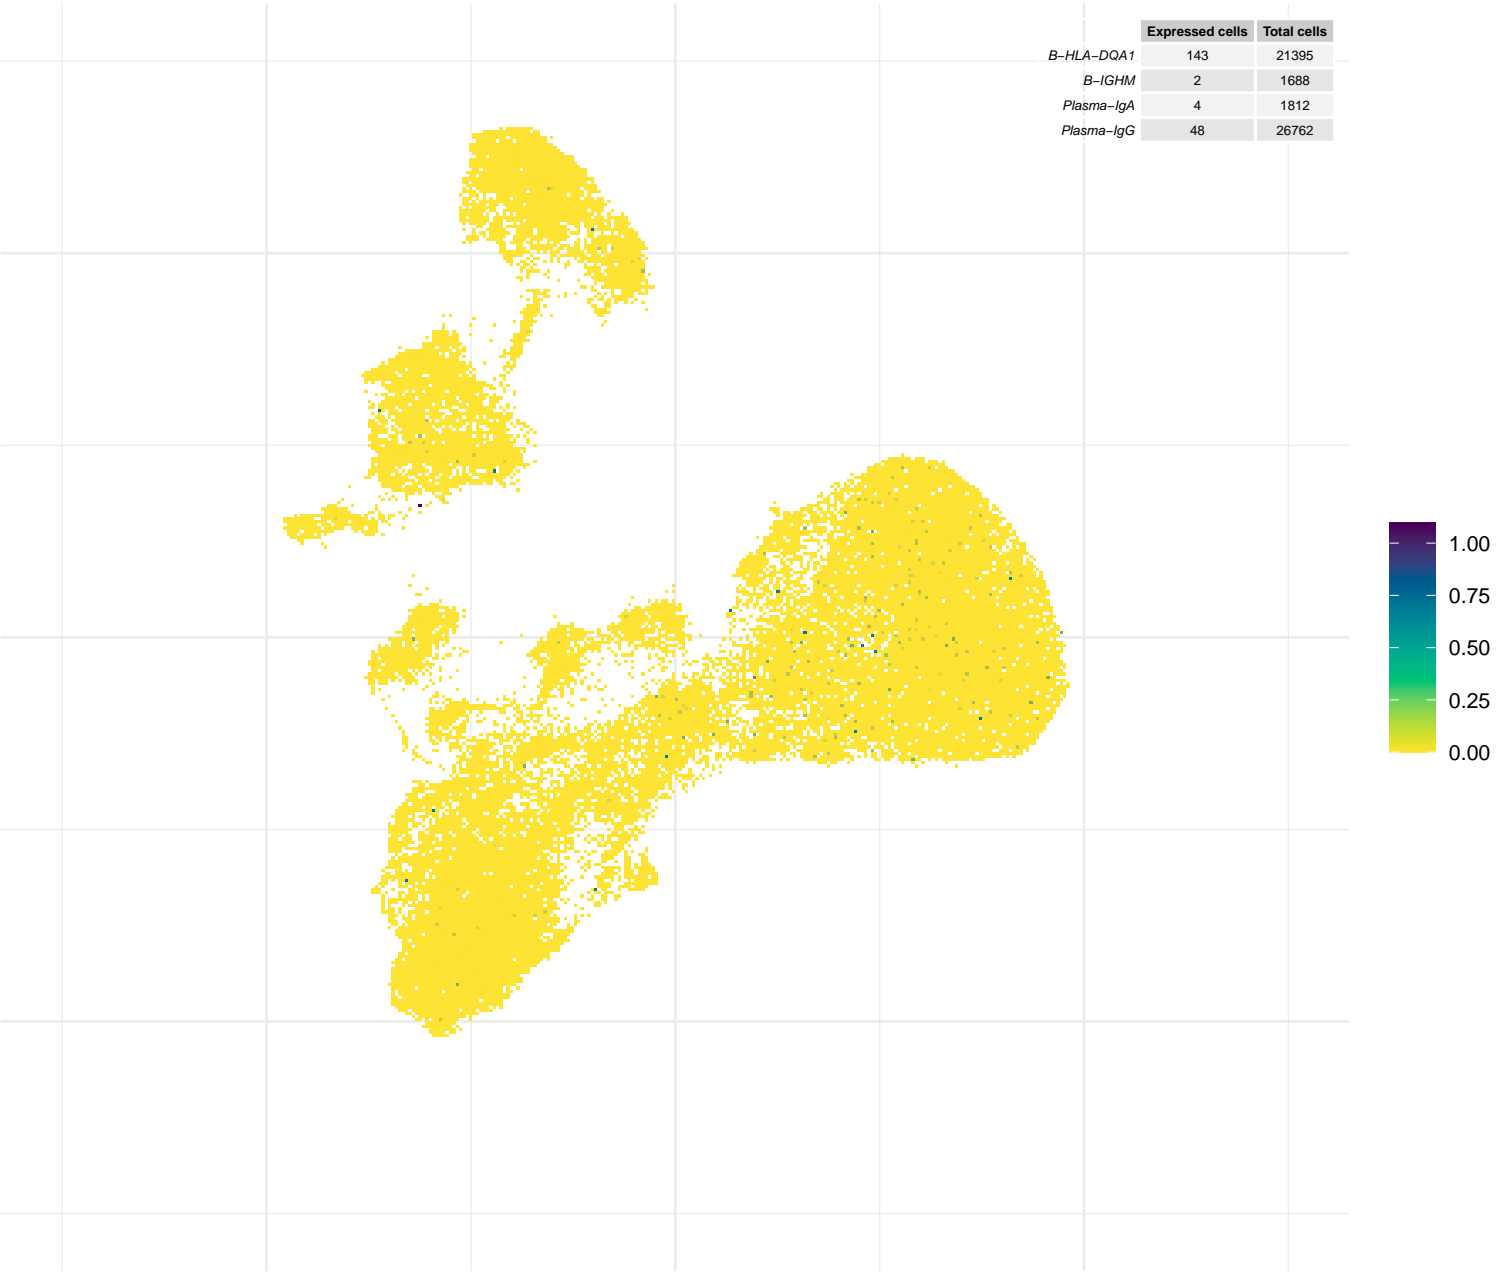 Expressed cells Total cells
B−HLA−DQA1 143 21395
B−IGHM 2 1688
Plasma−IgA 4 1812
Plasma−IgG 48 26762
1.00
0.75
0.50
0.25
0.00